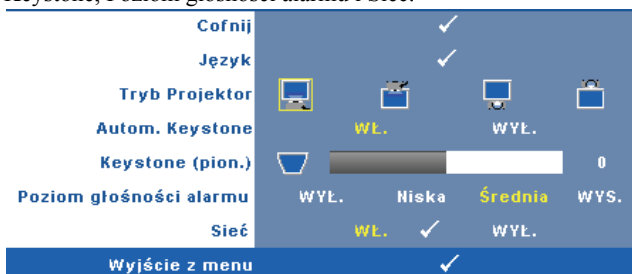 Keystone, Poziom głośności alarmu i Sieć.
Cofnij ✓
Język ✓
Tryb Projektor
Autom. Keystone WŁ. WYŁ.
Keystone (pion.) 0
Poziom głośności alarmu WYŁ. Niska Średnia WYS.
Sieć WŁ. ✓ WYŁ.
Wyjście z menu ✓